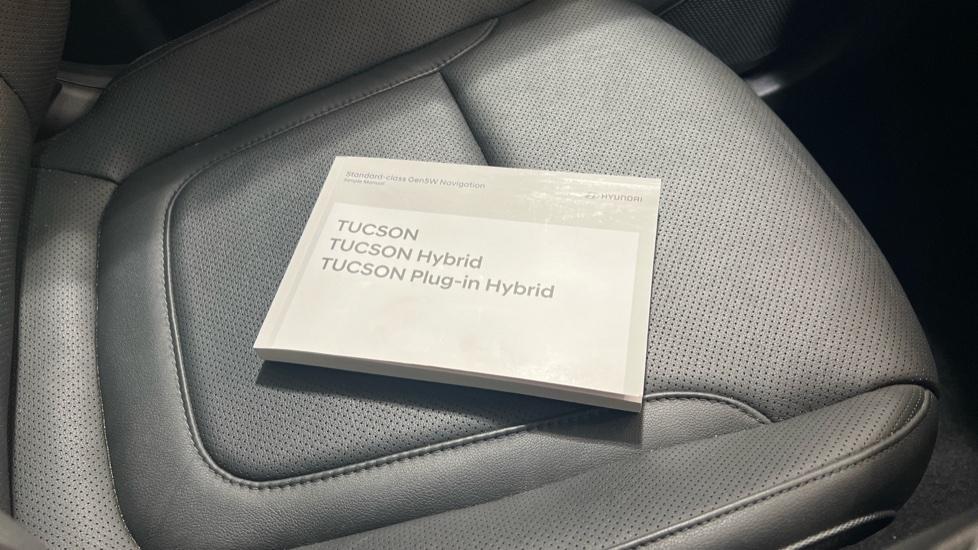 Standard-class Gen5W Navigation
Simple Manual
HYUNDAI
TUCSON
TUCSON Hybrid
TUCSON Plug-in Hybrid